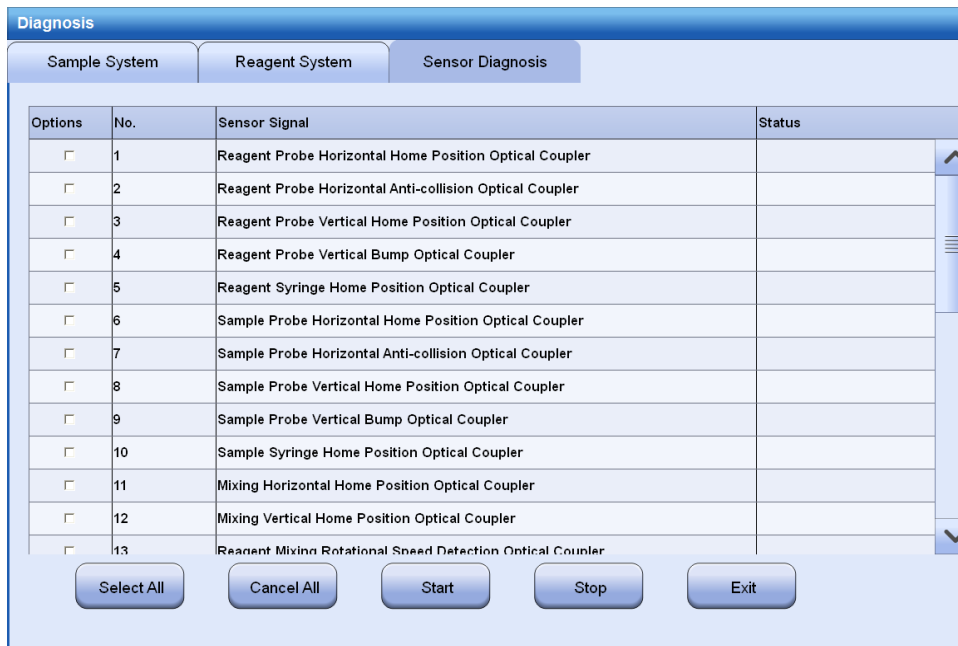 Diagnosis
Sample System Reagent System Sensor Diagnosis
Options No. Sensor Signal Status
1 Reagent Probe Horizontal Home Position Optical Coupler
2 Reagent Probe Horizontal Anti-collision Optical Coupler
3 Reagent Probe Vertical Home Position Optical Coupler
4 Reagent Probe Vertical Bump Optical Coupler
5 Reagent Syringe Home Position Optical Coupler
6 Sample Probe Horizontal Home Position Optical Coupler
7 Sample Probe Horizontal Anti-collision Optical Coupler
8 Sample Probe Vertical Home Position Optical Coupler
9 Sample Probe Vertical Bump Optical Coupler
10 Sample Syringe Home Position Optical Coupler
11 Mixing Horizontal Home Position Optical Coupler
12 Mixing Vertical Home Position Optical Coupler
13 Reagent Mixing Rotational Speed Detection Optical Coupler
Select All Cancel All Start Stop Exit